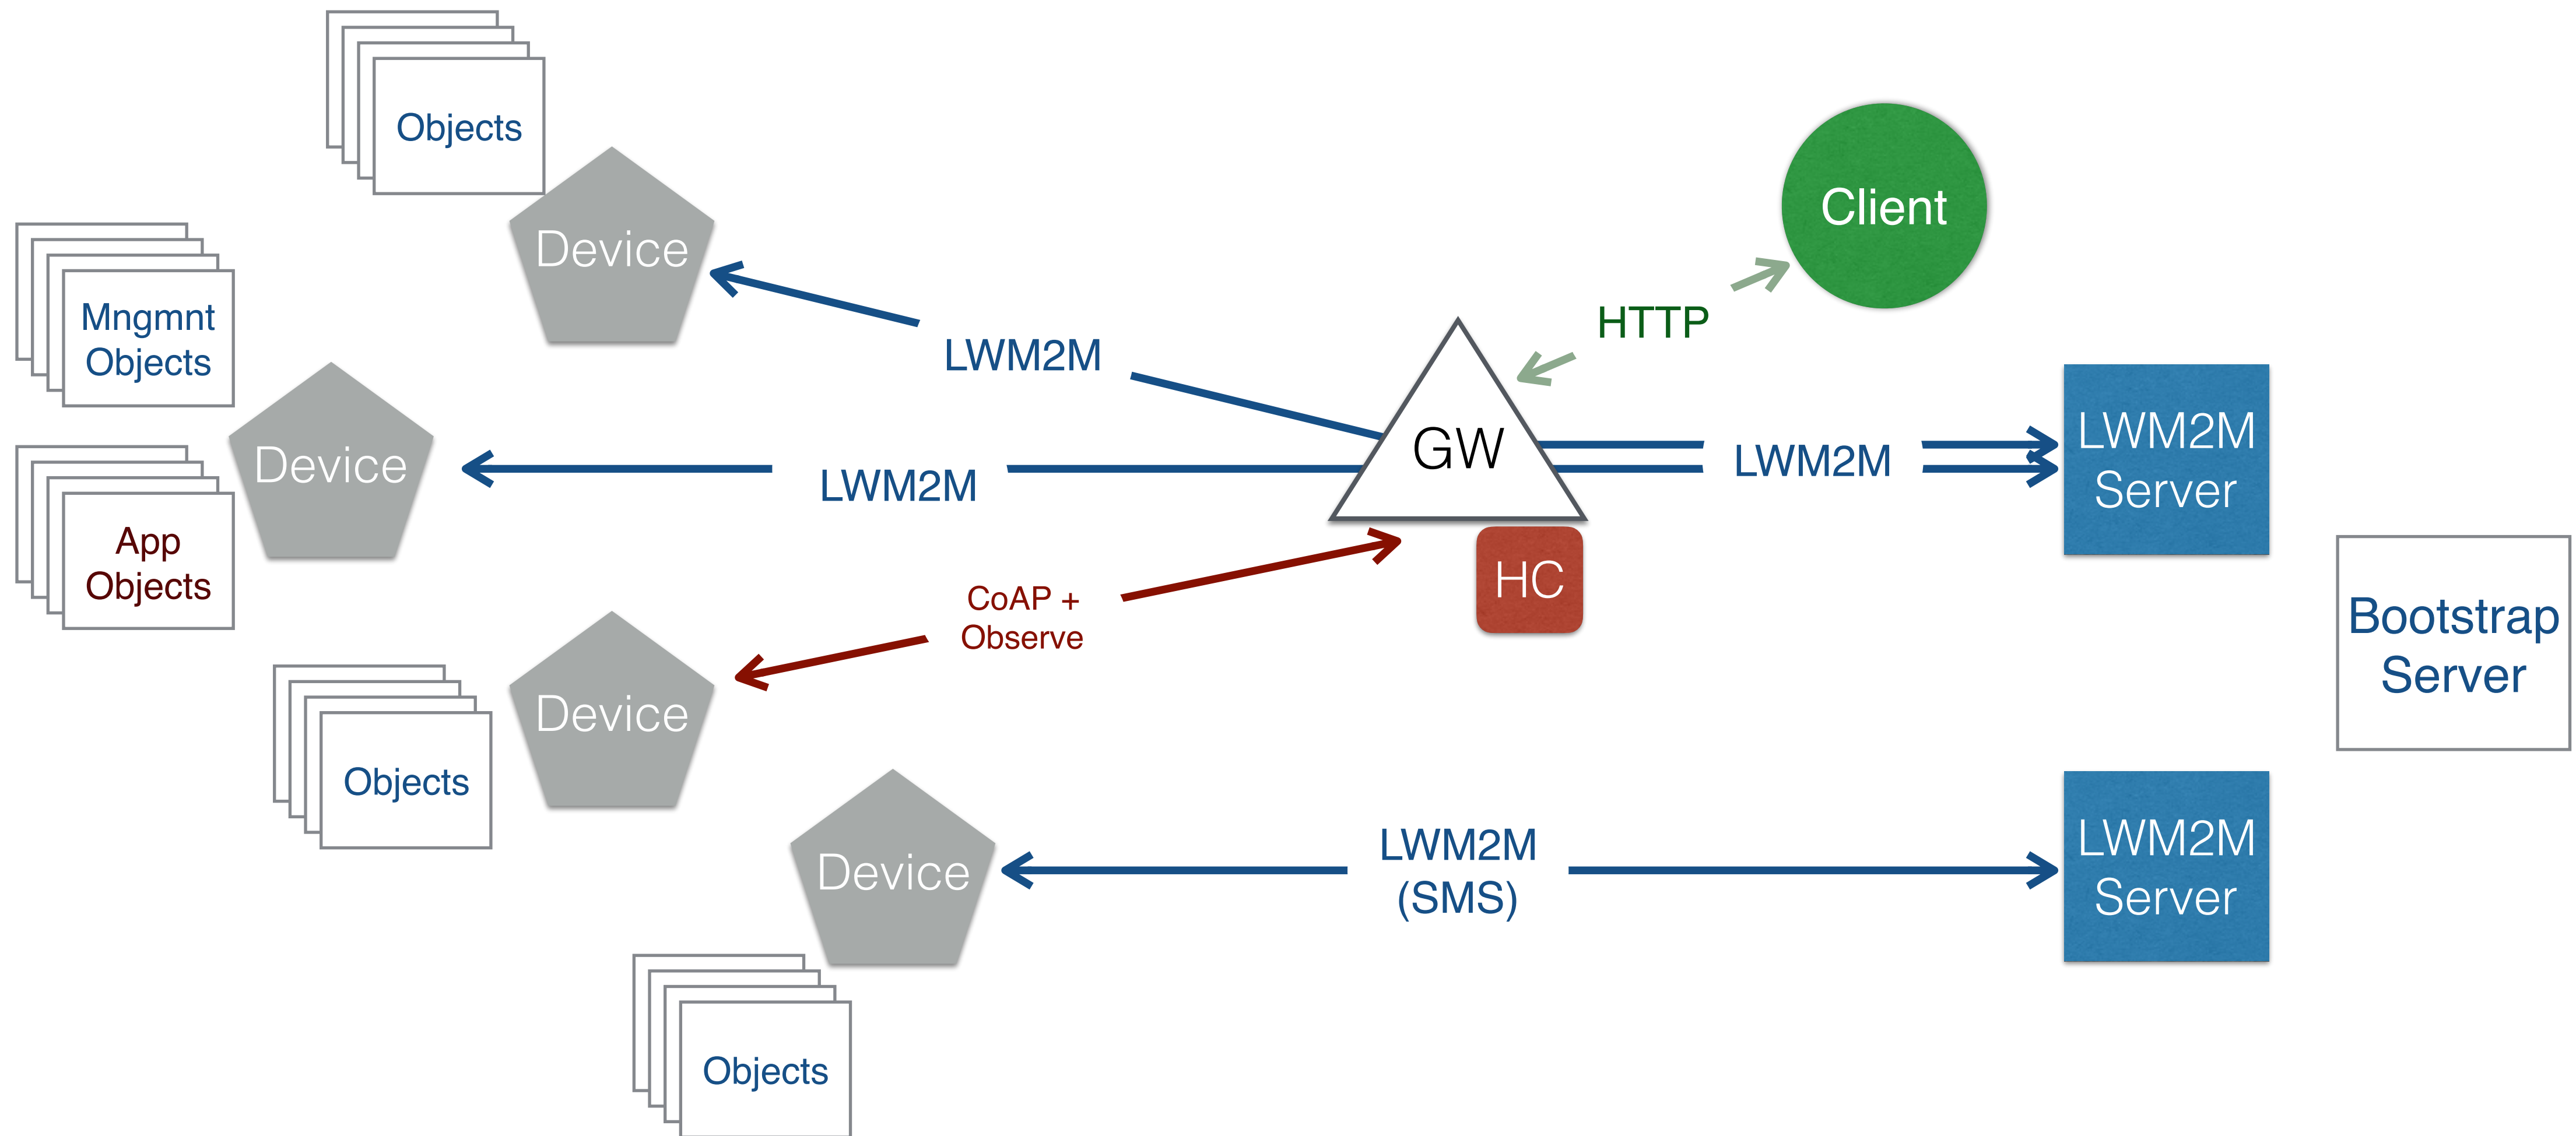 Objects
Device
Client
Mngmnt
Objects
HTTP
LWM2M
Device
GW
LWM2M
Server
LWM2M
LWM2M
App
Objects
HC
CoAP +
Observe
Bootstrap
Server
Device
Objects
Device
LWM2M
(SMS)
LWM2M
Server
Objects